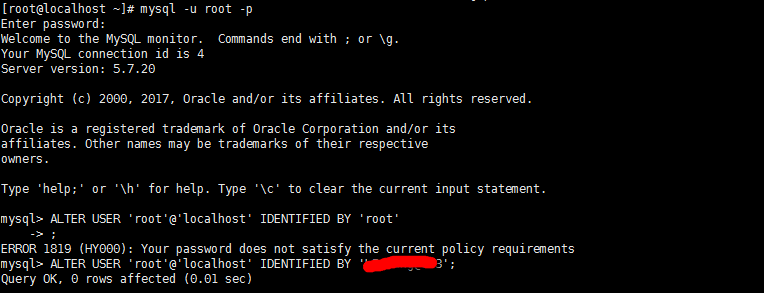 [root@localhost ~]# mysql -u root -p
Enter password:
Welcome to the MySQL monitor.  Commands end with ; or \g.
Your MySQL connection id is 4
Server version: 5.7.20
Copyright (c) 2000, 2017, Oracle and/or its affiliates. All rights reserved.
Oracle is a registered trademark of Oracle Corporation and/or its
affiliates. Other names may be trademarks of their respective
owners.
Type 'help;' or '\h' for help. Type '\c' to clear the current input statement.
mysql> ALTER USER 'root'@'localhost' IDENTIFIED BY 'root'
    -> ;
ERROR 1819 (HY000): Your password does not satisfy the current policy requirements
mysql> ALTER USER 'root'@'localhost' IDENTIFIED BY '';
Query OK, 0 rows affected (0.01 sec)